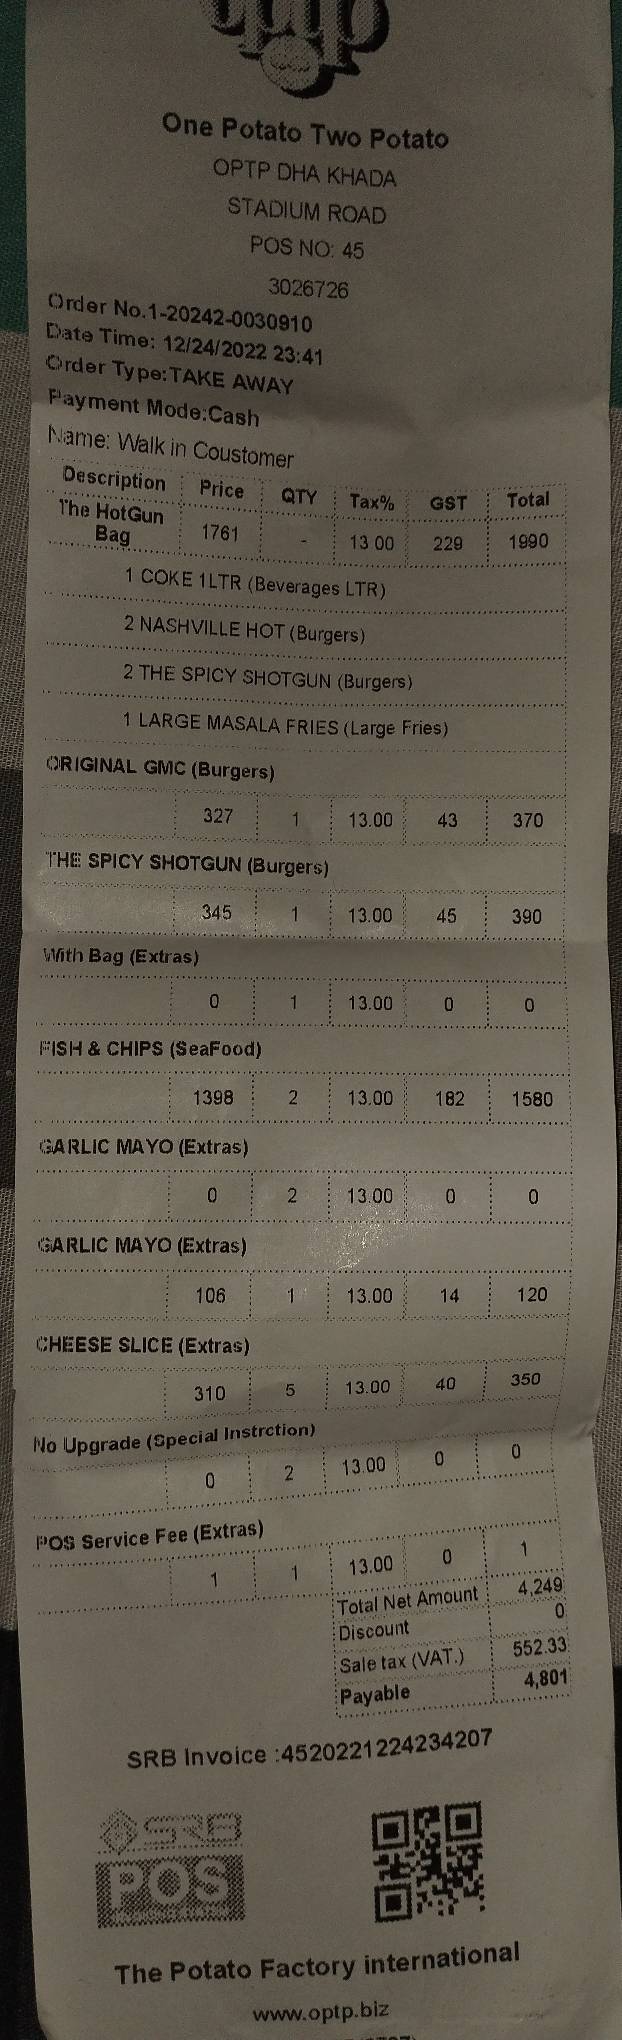 optp
One Potato Two Potato
OPTP DHA KHADA
STADIUM ROAD
POS NO: 45
3026726
Order No.1-20242-0030910
Date Time: 12/24/2022 23:41
Order Type:TAKE AWAY
Payment Mode:Cash
Name: Walk in Coustomer
Description Price QTY Tax% GST Total
The HotGun Bag 1761 - 13.00 229 1990
1 COKE 1LTR (Beverages LTR)
2 NASHVILLE HOT (Burgers)
2 THE SPICY SHOTGUN (Burgers)
1 LARGE MASALA FRIES (Large Fries)
ORIGINAL GMC (Burgers)
327 1 13.00 43 370
THE SPICY SHOTGUN (Burgers)
345 1 13.00 45 390
With Bag (Extras)
0 1 13.00 0 0
FISH & CHIPS (SeaFood)
1398 2 13.00 182 1580
GARLIC MAYO (Extras)
0 2 13.00 0 0
GARLIC MAYO (Extras)
106 1 13.00 14 120
CHEESE SLICE (Extras)
310 5 13.00 40 350
No Upgrade (Special Instrction)
0 2 13.00 0 0
POS Service Fee (Extras)
1 1 13.00 0 1
Total Net Amount 4,249
Discount 0
Sale tax (VAT.) 552.33
Payable 4,801
SRB Invoice :4520221224234207
SRB
POS
The Potato Factory international
www.optp.biz